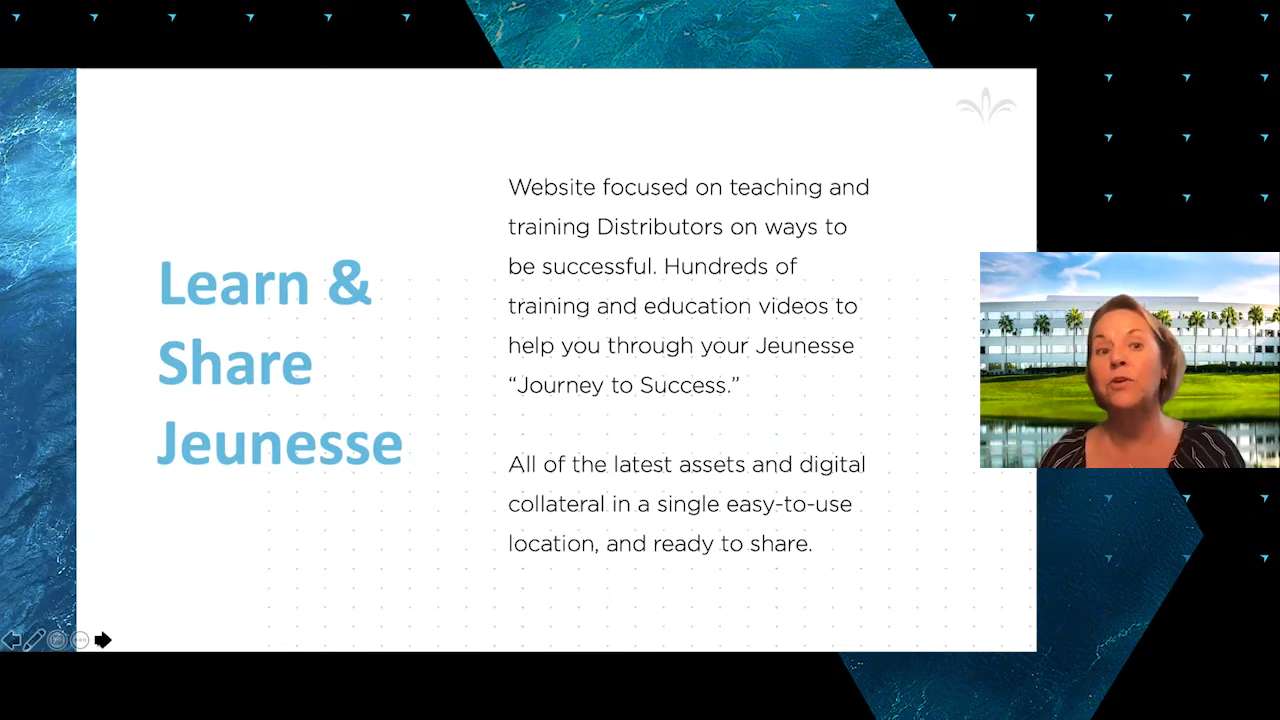 Learn &
Share
Jeunesse
Website focused on teaching and
training Distributors on ways to
be successful. Hundreds of
training and education videos to
help you through your Jeunesse
“Journey to Success.”
All of the latest assets and digital
collateral in a single easy-to-use
location, and ready to share.